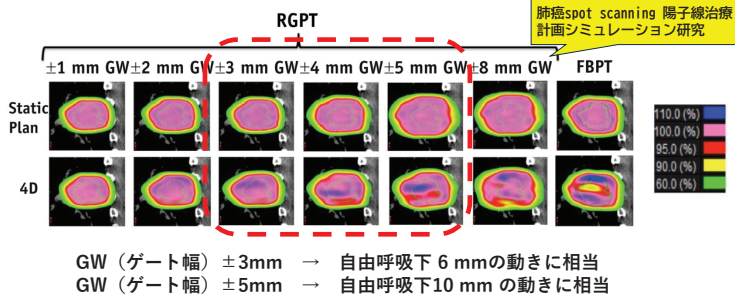 肺癌spot scanning 陽子線治療
計画シミュレーション研究
RGPT
±1 mm GW ±2 mm GW ±3 mm GW ±4 mm GW ±5 mm GW ±8 mm GW FBPT
Static
Plan
4D
110.0 (%)
100.0 (%)
95.0 (%)
90.0 (%)
60.0 (%)
GW（ゲート幅）±3mm → 自由呼吸下 6 mmの動きに相当
GW（ゲート幅）±5mm → 自由呼吸下10 mm の動きに相当